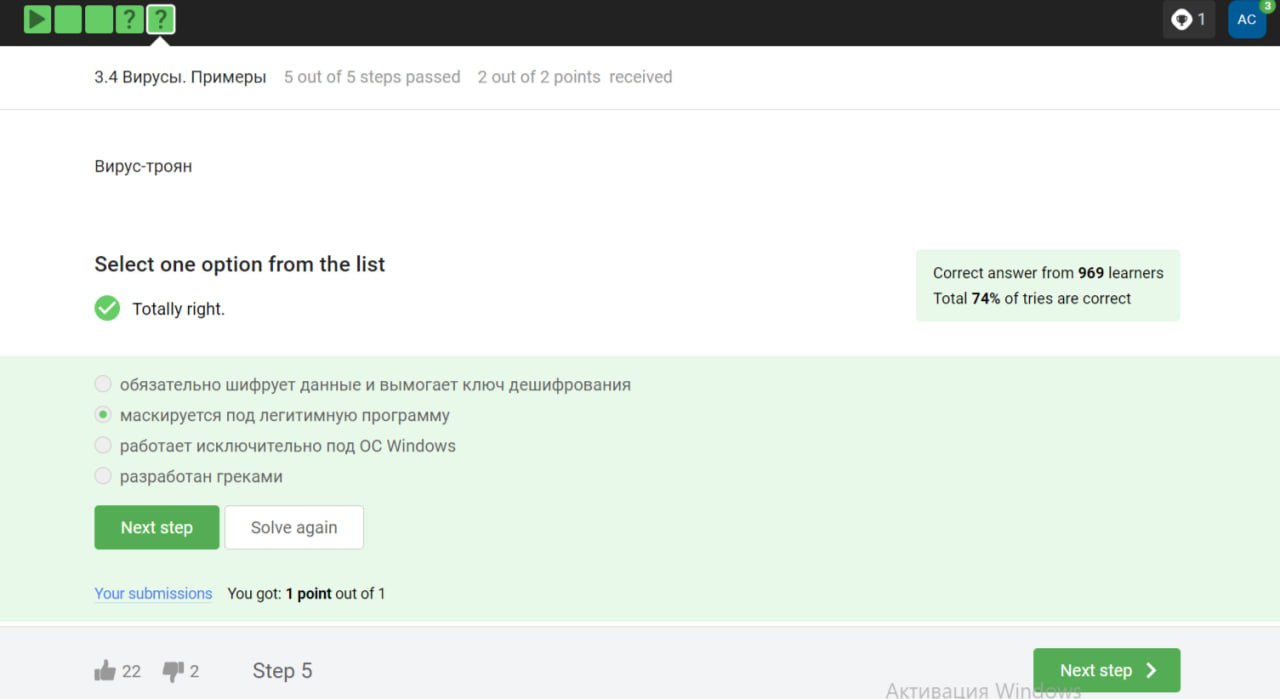 ? ?
1
AC
3
3.4 Вирусы. Примеры 5 out of 5 steps passed 2 out of 2 points received
Вирус-троян
Select one option from the list
Totally right.
Correct answer from 969 learners
Total 74% of tries are correct
обязательно шифрует данные и вымогает ключ дешифрования
маскируется под легитимную программу
работает исключительно под ОС Windows
разработан греками
Next step Solve again
Your submissions You got: 1 point out of 1
22 2 Step 5 Next step
Активация Windows